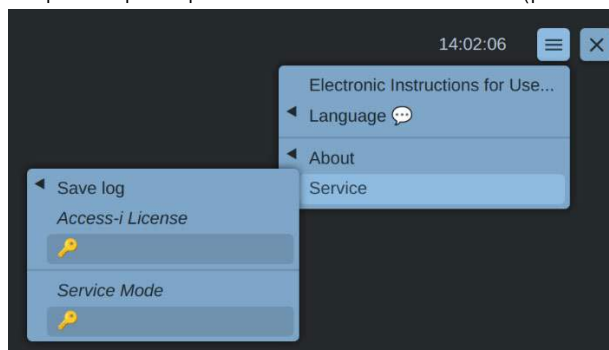 14:02:06
Electronic Instructions for Use...
Language
About
Service
Save log
Access-i License
Service Mode